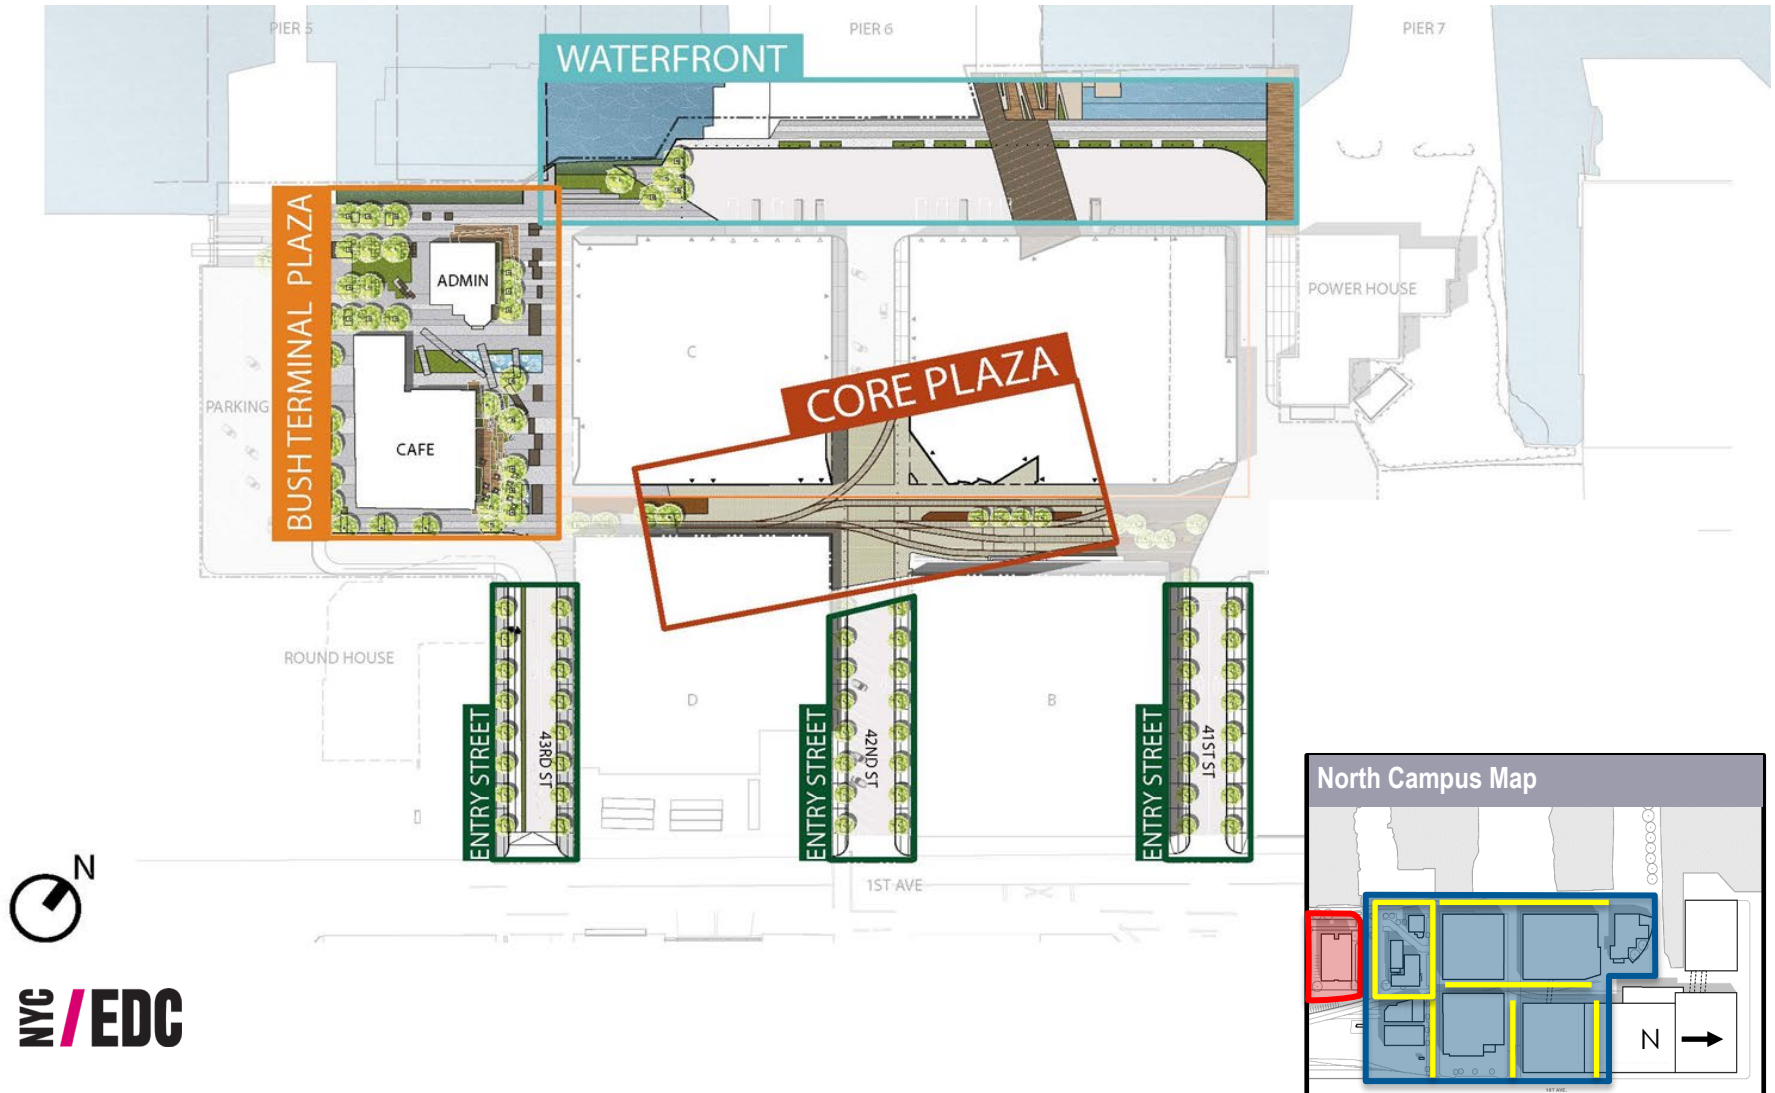 PIER 5
PIER 6
PIER 7
WATERFRONT
BUSH TERMINAL PLAZA
ADMIN
POWER HOUSE
C
CORE PLAZA
PARKING
CAFE
ROUND HOUSE
D
B
ENTRY STREET
43RD ST
ENTRY STREET
42ND ST
ENTRY STREET
41ST ST
1ST AVE
N
NYC/EDC
North Campus Map
N
1ST AVE.